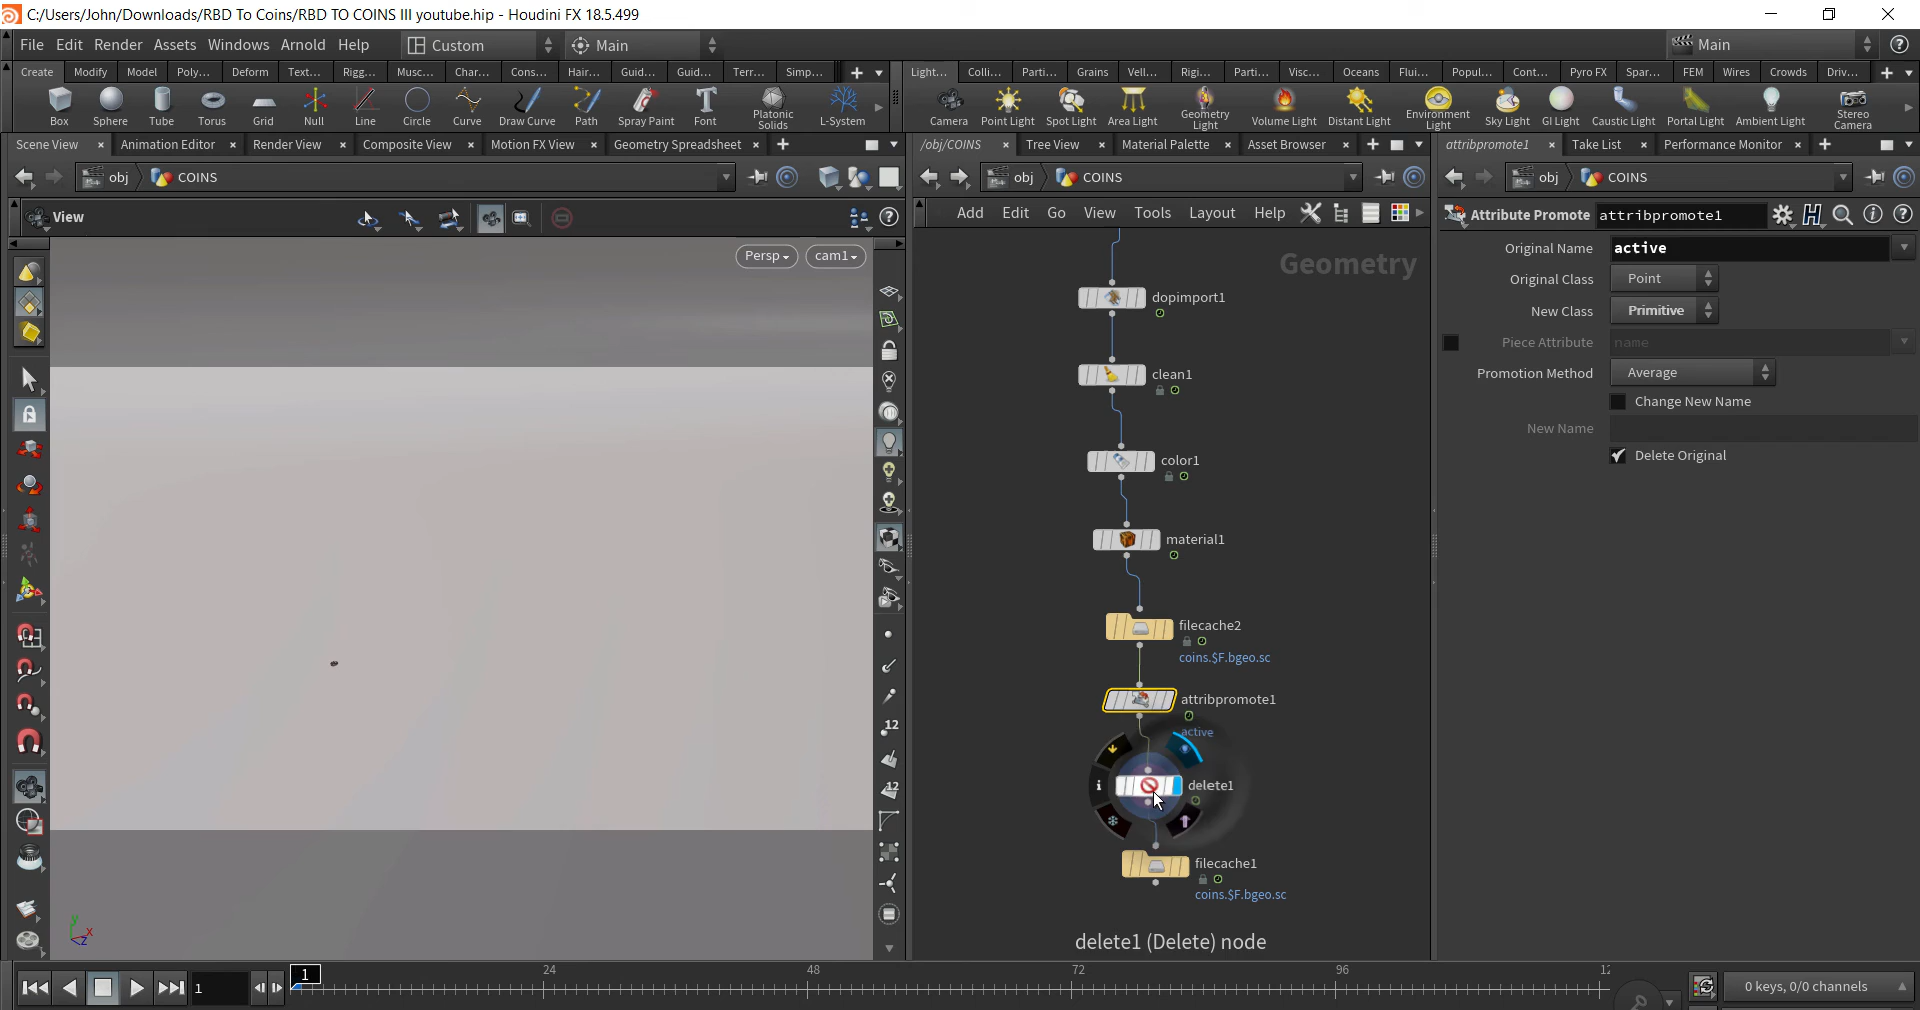 C:/Users/John/Downloads/RBD To Coins/RBD TO COINS III youtube.hip - Houdini FX 18.5.499
File Edit Render Assets Windows Arnold Help Custom Main Main
Create Modify Model Poly... Deform Text... Rigg... Musc... Char... Cons... Hair... Guid... Guid... Terr... Simp... Light... Colli... Parti... Grains Vell... Rigi... Parti... Visc... Oceans Flui... Popul... Cont... Pyro FX Spar... FEM Wires Crowds Driv...
Box Sphere Tube Torus Grid Null Line Circle Curve Draw Curve Path Spray Paint Font Platonic Solids L-System Camera Point Light Spot Light Area Light Geometry Light Volume Light Distant Light Environment Light Sky Light GI Light Caustic Light Portal Light Ambient Light Stereo Camera
Scene View Animation Editor Render View Composite View Motion FX View Geometry Spreadsheet /obj/COINS Tree View Material Palette Asset Browser attribpromote1 Take List Performance Monitor
obj COINS obj COINS obj COINS
View Add Edit Go View Tools Layout Help Attribute Promote attribpromote1
Persp cam1
Geometry
Original Name active
Original Class Point
New Class Primitive
Piece Attribute name
Promotion Method Average
Change New Name
New Name
Delete Original
dopimport1
clean1
color1
material1
filecache2
coins.$F.bgeo.sc
attribpromote1
active
delete1
filecache1
coins.$F.bgeo.sc
delete1 (Delete) node
12
12
y
x
z
1
1 24 48 72 96 12
0 keys, 0/0 channels